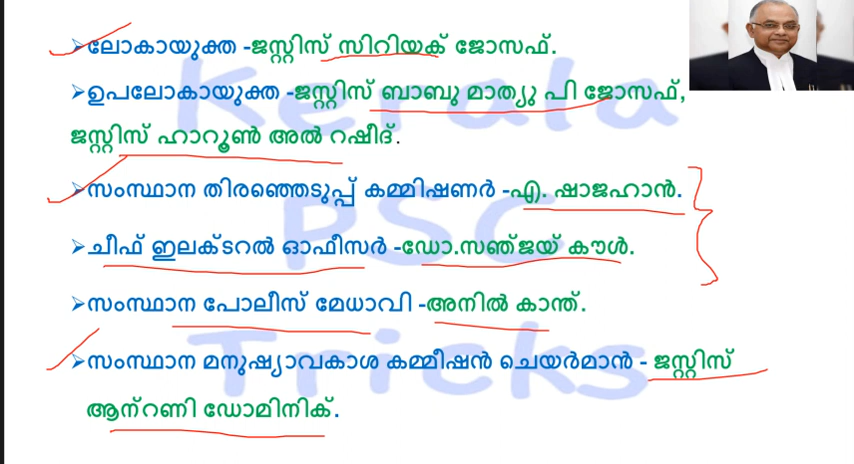 ➤ലോകായുക്ത -ജസ്റ്റിസ് സിറിയക് ജോസഫ്.
➤ഉപലോകായുക്ത -ജസ്റ്റിസ് ബാബു മാത്യു പി ജോസഫ്,
ജസ്റ്റിസ് ഹാറൂൺ അൽ റഷീദ്.
➤സംസ്ഥാന തിരഞ്ഞെടുപ്പ് കമ്മിഷണർ -എ. ഷാജഹാൻ.
➤ചീഫ് ഇലക്ടറൽ ഓഫീസർ -ഡോ.സഞ്ജയ് കൗൾ.
➤സംസ്ഥാന പോലീസ് മേധാവി -അനിൽ കാന്ത്.
➤സംസ്ഥാന മനുഷ്യാവകാശ കമ്മീഷൻ ചെയർമാൻ - ജസ്റ്റിസ്
ആന്റണി ഡോമിനിക്.
Kerala
PSC
Tricks